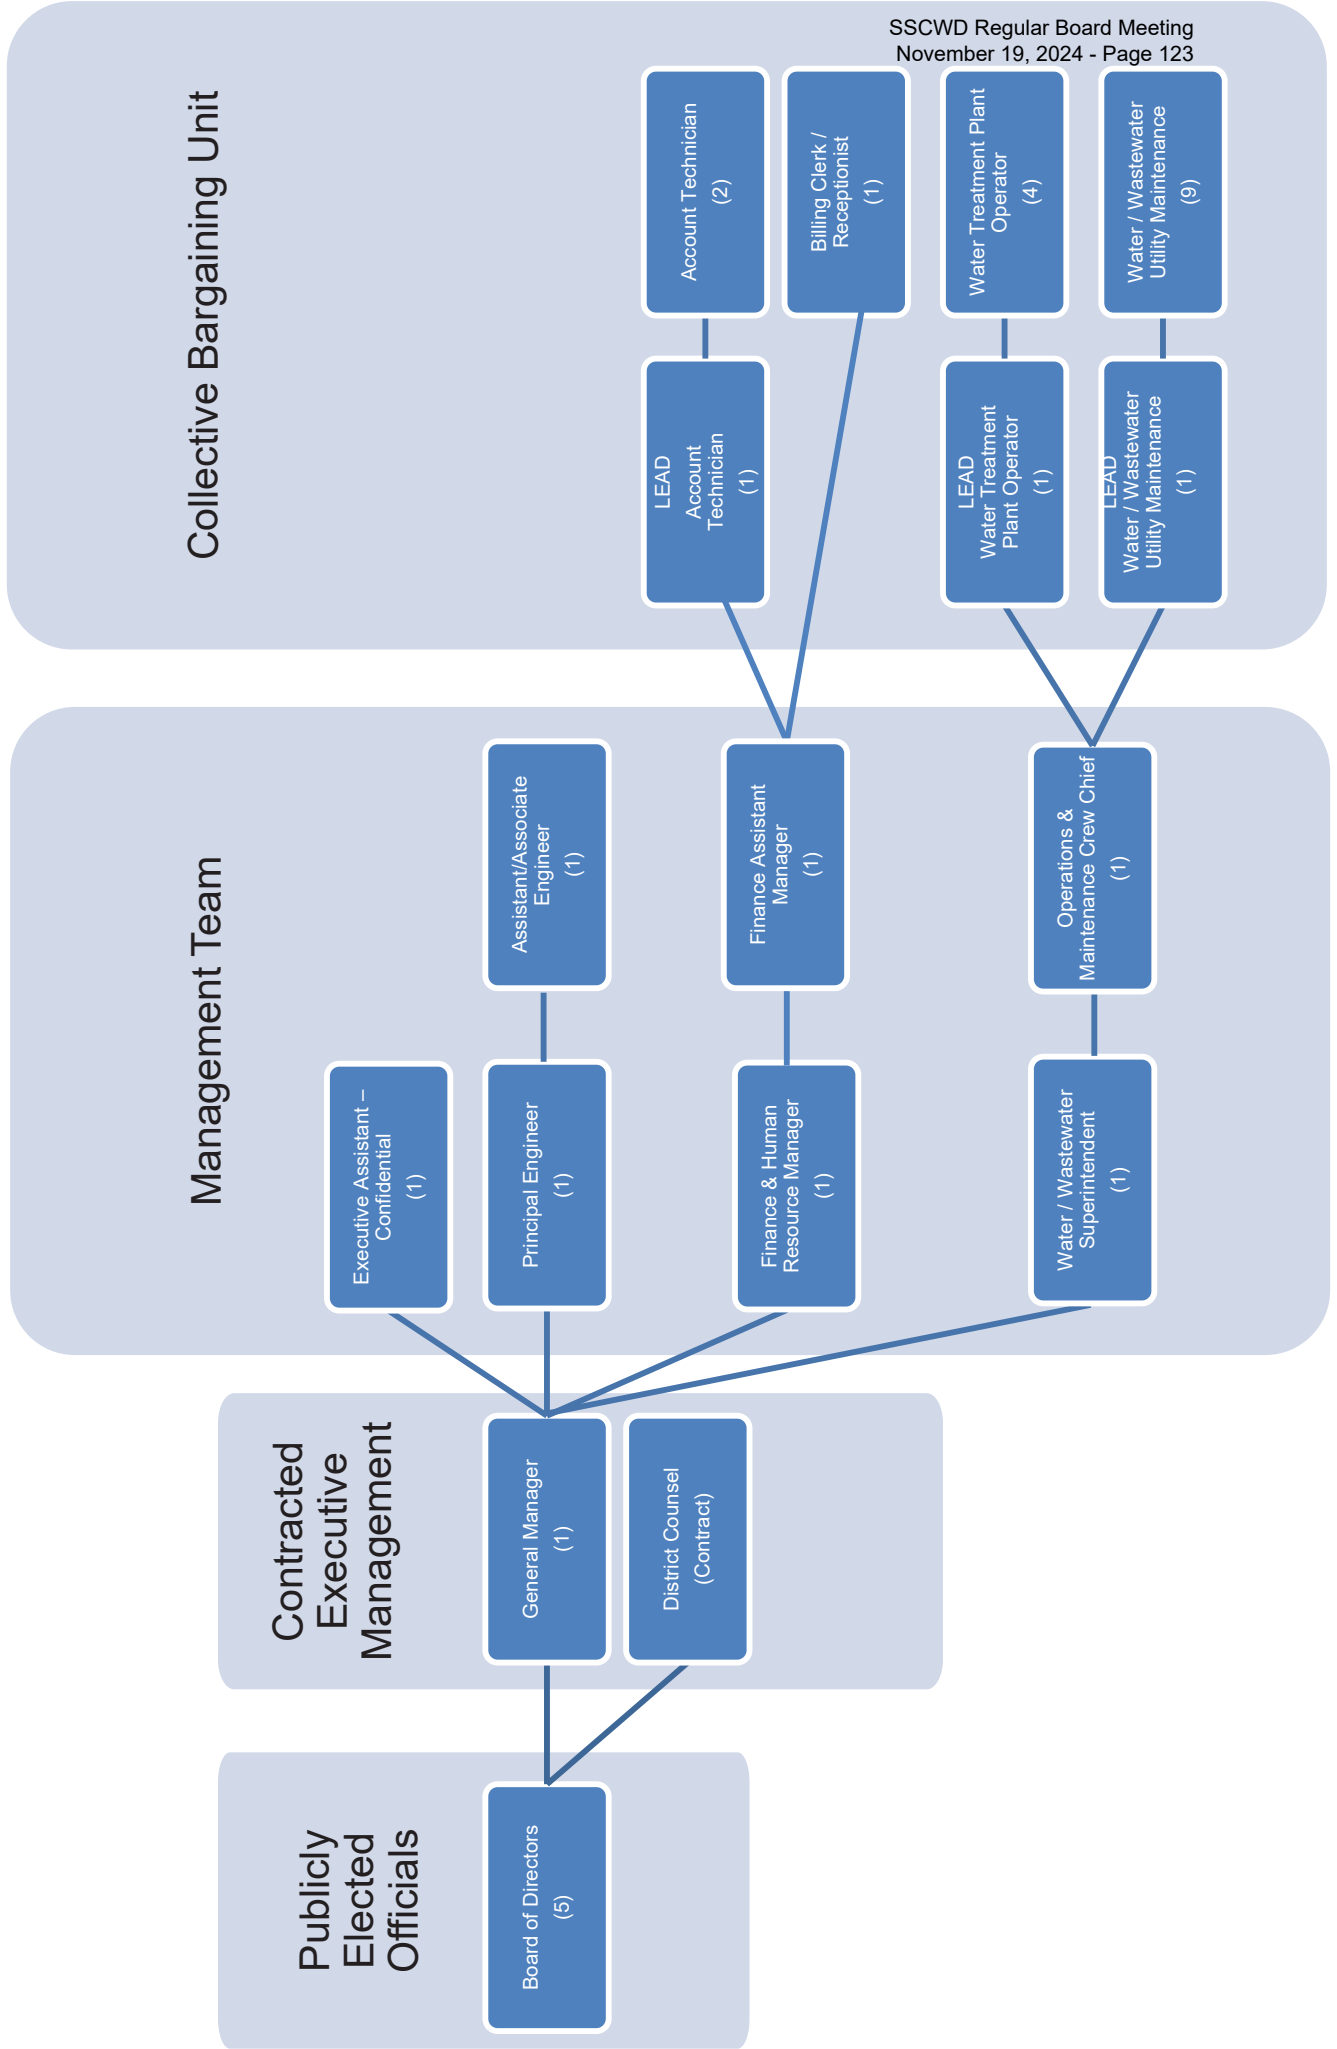 SSCWD Regular Board Meeting
November 19, 2024 - Page 123
Publicly
Elected
Officials
Board of Directors
(5)
Contracted
Executive
Management
General Manager
(1)
District Counsel
(Contract)
Management Team
Executive Assistant –
Confidential
(1)
Principal Engineer
(1)
Finance & Human
Resource Manager
(1)
Water / Wastewater
Superintendent
(1)
Assistant/Associate
Engineer
(1)
Finance Assistant
Manager
(1)
Operations &
Maintenance Crew Chief
(1)
Collective Bargaining Unit
LEAD
Account
Technician
(1)
LEAD
Water Treatment
Plant Operator
(1)
LEAD
Water / Wastewater
Utility Maintenance
(1)
Account Technician
(2)
Billing Clerk /
Receptionist
(1)
Water Treatment Plant
Operator
(4)
Water / Wastewater
Utility Maintenance
(9)